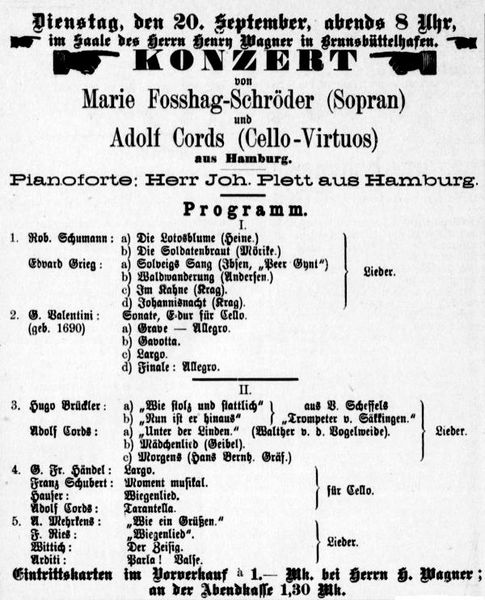 Dienstag, den 20. September, abends 8 Uhr,
im Saale des Herrn Henry Wagner in Brunsbüttelhafen.
KONZERT
von
Marie Fosshag-Schröder (Sopran)
und
Adolf Cords (Cello-Virtuos)
aus Hamburg.
Pianoforte: Herr Joh. Plett aus Hamburg.
Programm.
I.
1. Rob. Schumann: a) Die Lotosblume (Heine.)
b) Die Soldatenbraut (Mörike.)
Edvard Grieg: a) Solveigs Sang (Ibsen, „Peer Gynt“)
b) Waldwanderung (Andersen.)
c) Im Kahne (Krag).
d) Johannisnacht (Krag).
Lieder.
2. G. Valentini: Sonate, E-dur für Cello.
(geb. 1690) a) Grave — Allegro.
b) Gavotta.
c) Largo.
d) Finale: Allegro.
II.
3. Hugo Brückler: a) „Wie stolz und stattlich“
b) „Nun ist er hinaus“
aus V. Scheffels
„Trompeter v. Säkkingen.“
Adolf Cords: a) „Unter der Linden.“ (Walther v. d. Vogelweide).
b) Mädchenlied (Geibel).
c) Morgens (Hans Bernh. Gräf.)
Lieder.
4. G. Fr. Händel: Largo.
Franz Schubert: Moment musikal.
Hauser: Wiegenlied.
Adolf Cords: Tarantella.
für Cello.
5. A. Mehrkens: „Wie ein Grüßen.“
F. Ries: „Wiegenlied“.
Wittich: Der Zeisig.
Arditi: Parla! Valse.
Lieder.
Eintrittskarten im Vorverkauf à 1.— Mk. bei Herrn H. Wagner;
an der Abendkasse 1,30 Mk.